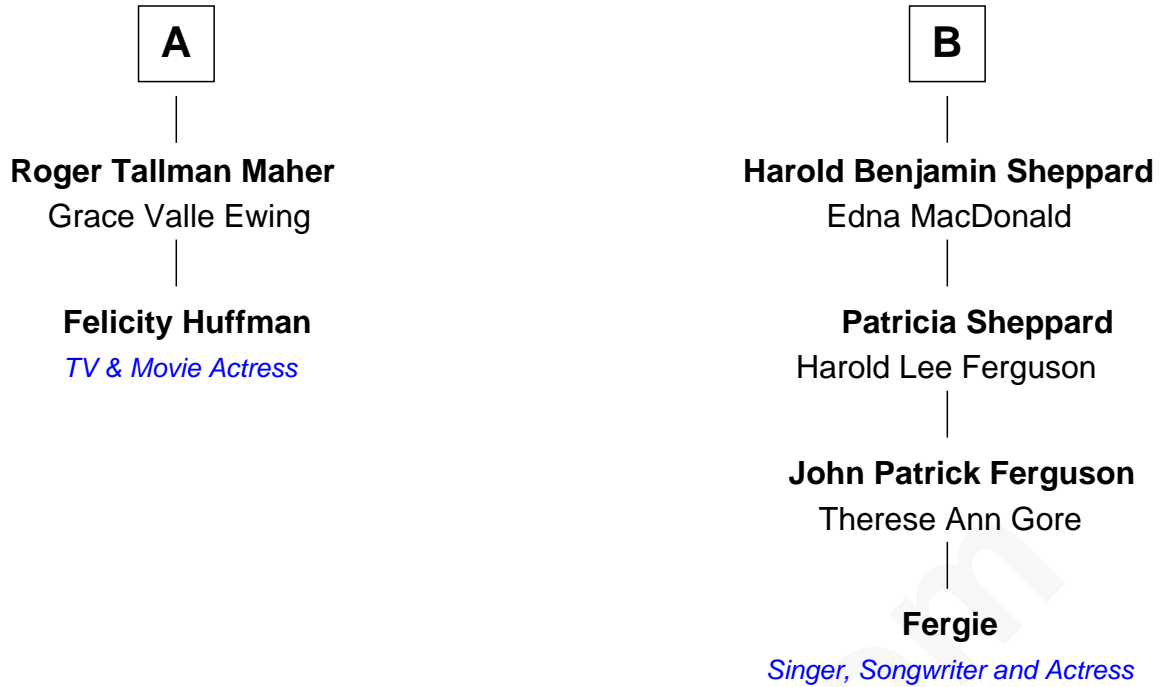 A
Roger Tallman Maher
Grace Valle Ewing
Felicity Huffman
TV & Movie Actress
B
Harold Benjamin Sheppard
Edna MacDonald
Patricia Sheppard
Harold Lee Ferguson
John Patrick Ferguson
Therese Ann Gore
Fergie
Singer, Songwriter and Actress